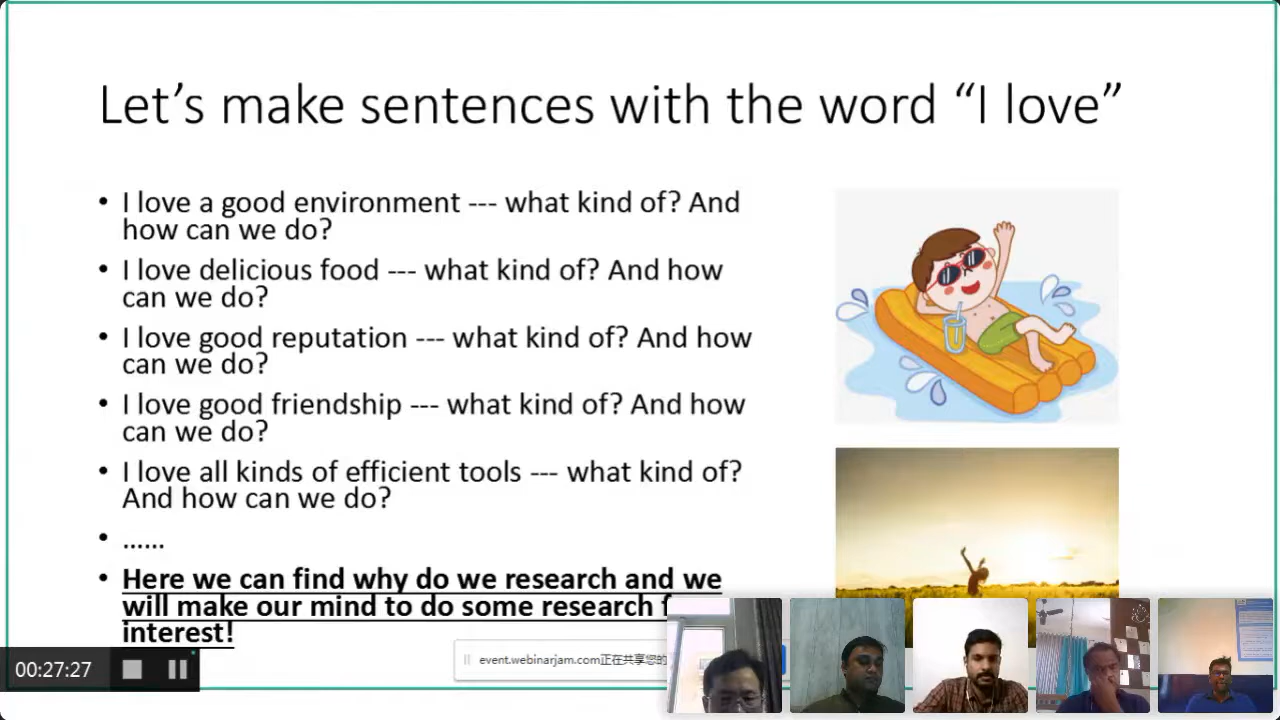 Let’s make sentences with the word “I love”
• I love a good environment --- what kind of? And
how can we do?
• I love delicious food --- what kind of? And how
can we do?
• I love good reputation --- what kind of? And how
can we do?
• I love good friendship --- what kind of? And how
can we do?
• I love all kinds of efficient tools --- what kind of?
And how can we do?
• ......
• Here we can find why do we research and we
will make our mind to do some research
interest!
00:27:27
event.webinarjam.com正在共享您的